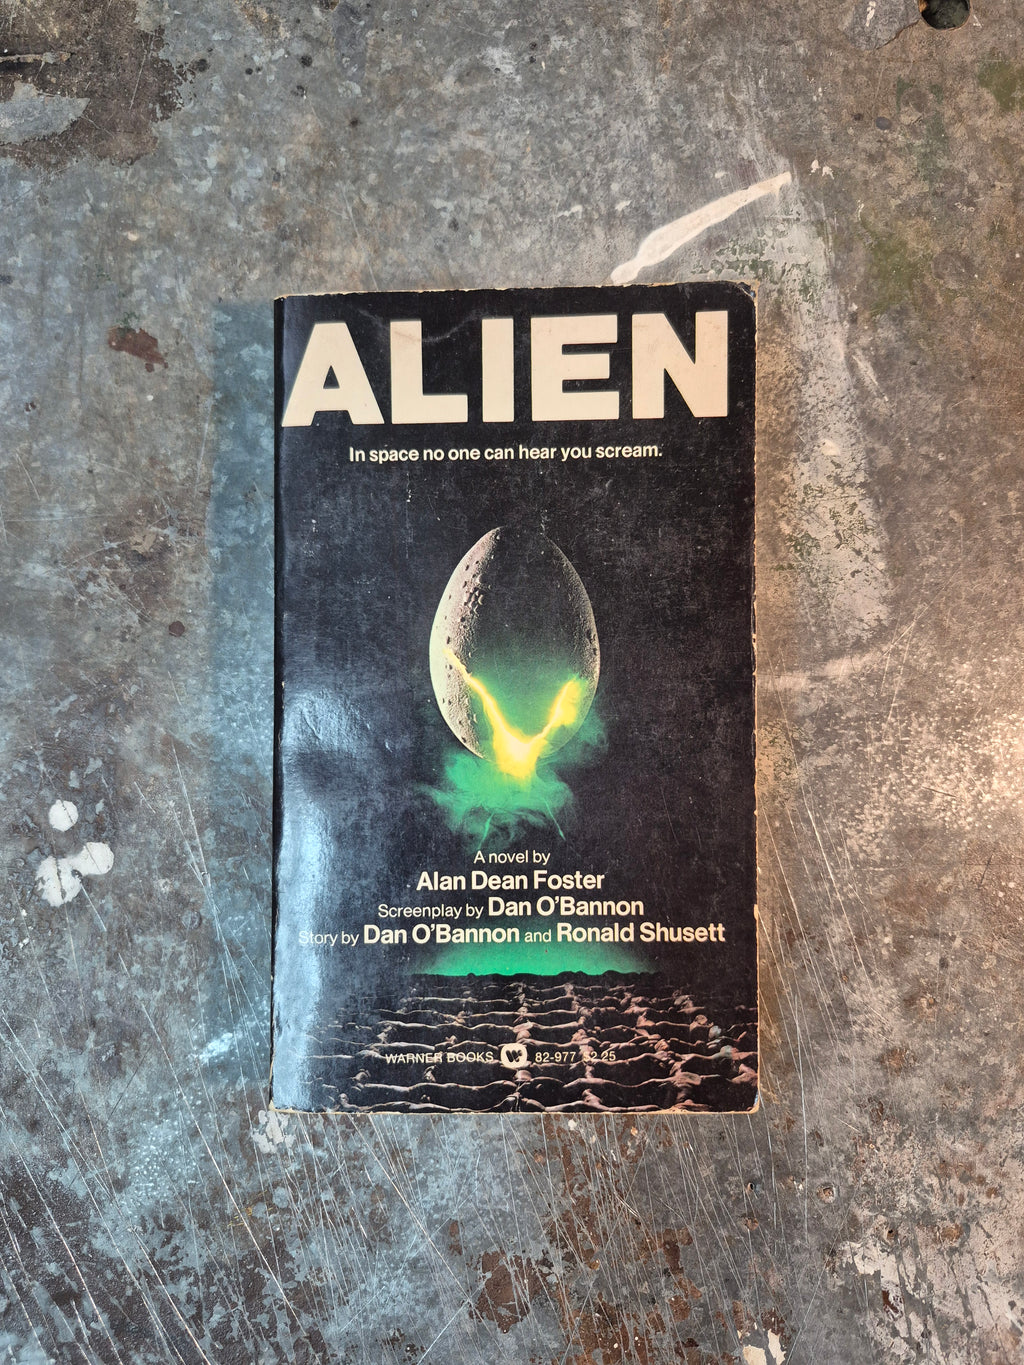 ALIEN
In space no one can hear you scream.
A novel by
Alan Dean Foster
Screenplay by Dan O'Bannon
Story by Dan O'Bannon and Ronald Shusett
WARNER BOOKS W 82-977 $2.25